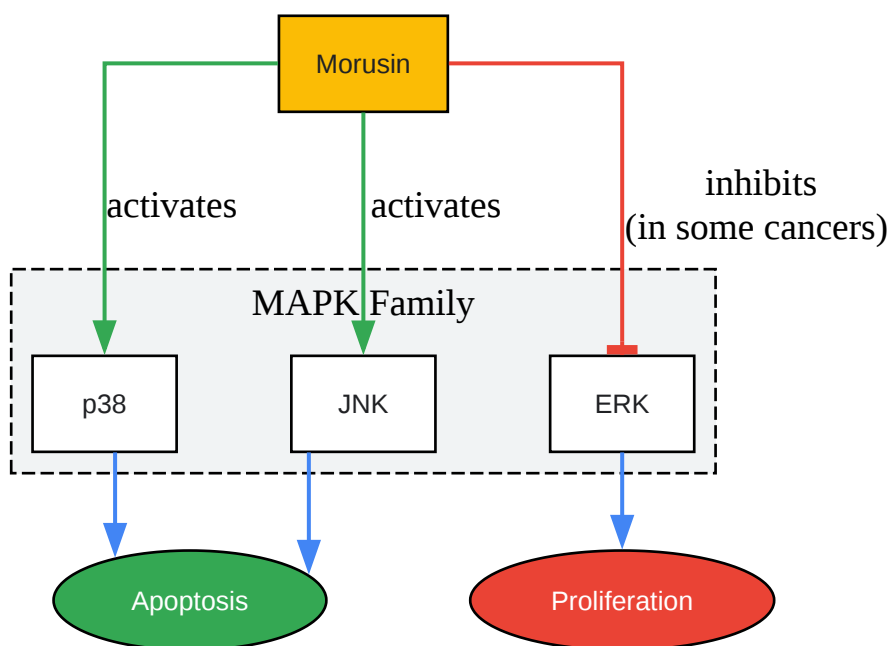 Morusin
activates
activates
inhibits
(in some cancers)
MAPK Family
p38
JNK
ERK
Apoptosis
Proliferation